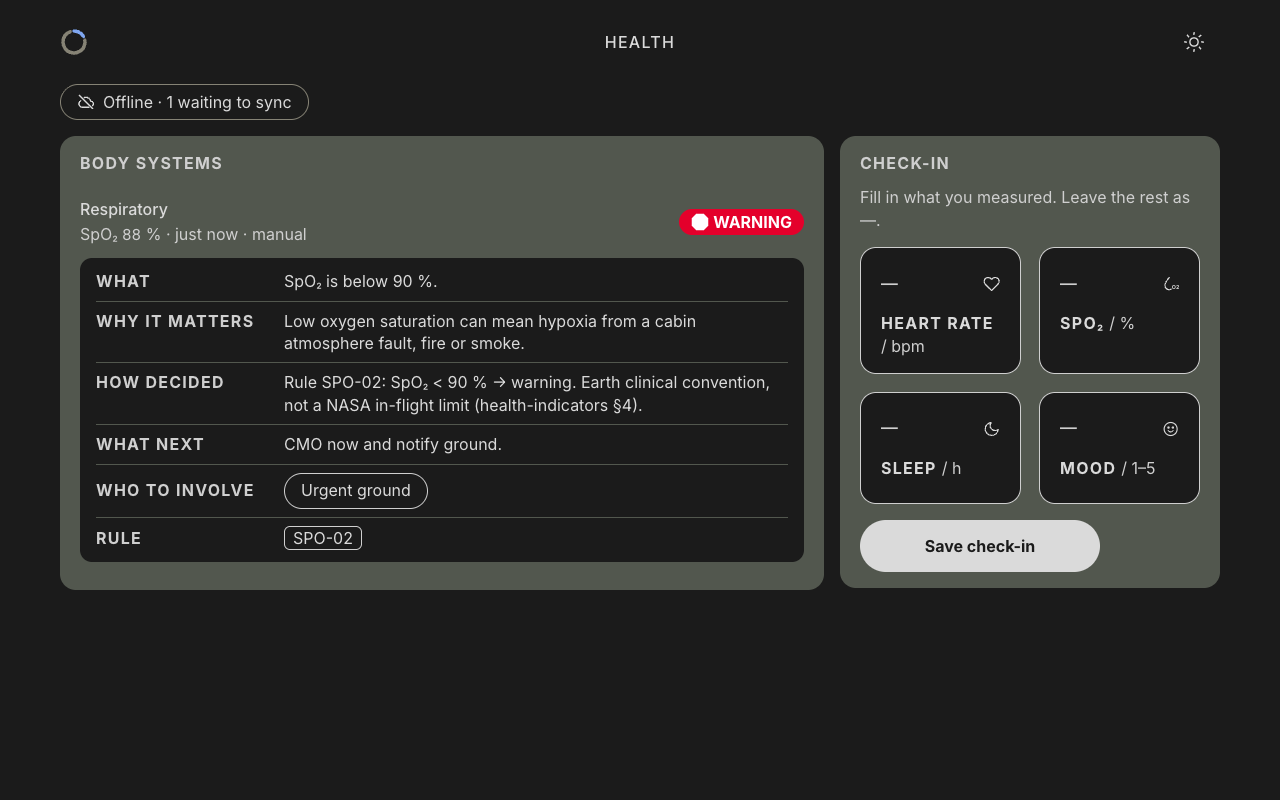 HEALTH
Offline · 1 waiting to sync
BODY SYSTEMS
Respiratory
SpO₂ 88 % · just now · manual
WARNING
WHAT
SpO₂ is below 90 %.
WHY IT MATTERS
Low oxygen saturation can mean hypoxia from a cabin
atmosphere fault, fire or smoke.
HOW DECIDED
Rule SPO-02: SpO₂ < 90 % → warning. Earth clinical convention,
not a NASA in-flight limit (health-indicators §4).
WHAT NEXT
CMO now and notify ground.
WHO TO INVOLVE
Urgent ground
RULE
SPO-02
CHECK-IN
Fill in what you measured. Leave the rest as
—.
—
HEART RATE
/ bpm
—
O2
SPO₂ / %
—
SLEEP / h
—
MOOD / 1–5
Save check-in